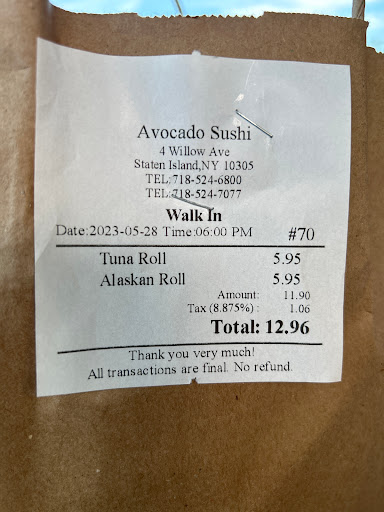 Avocado Sushi
4 Willow Ave
Staten Island,NY 10305
TEL:718-524-6800
TEL:718-524-7077
Walk In
Date:2023-05-28 Time:06:00 PM #70
Tuna Roll 5.95
Alaskan Roll 5.95
Amount: 11.90
Tax (8.875%) : 1.06
Total: 12.96
Thank you very much!
All transactions are final. No refund.